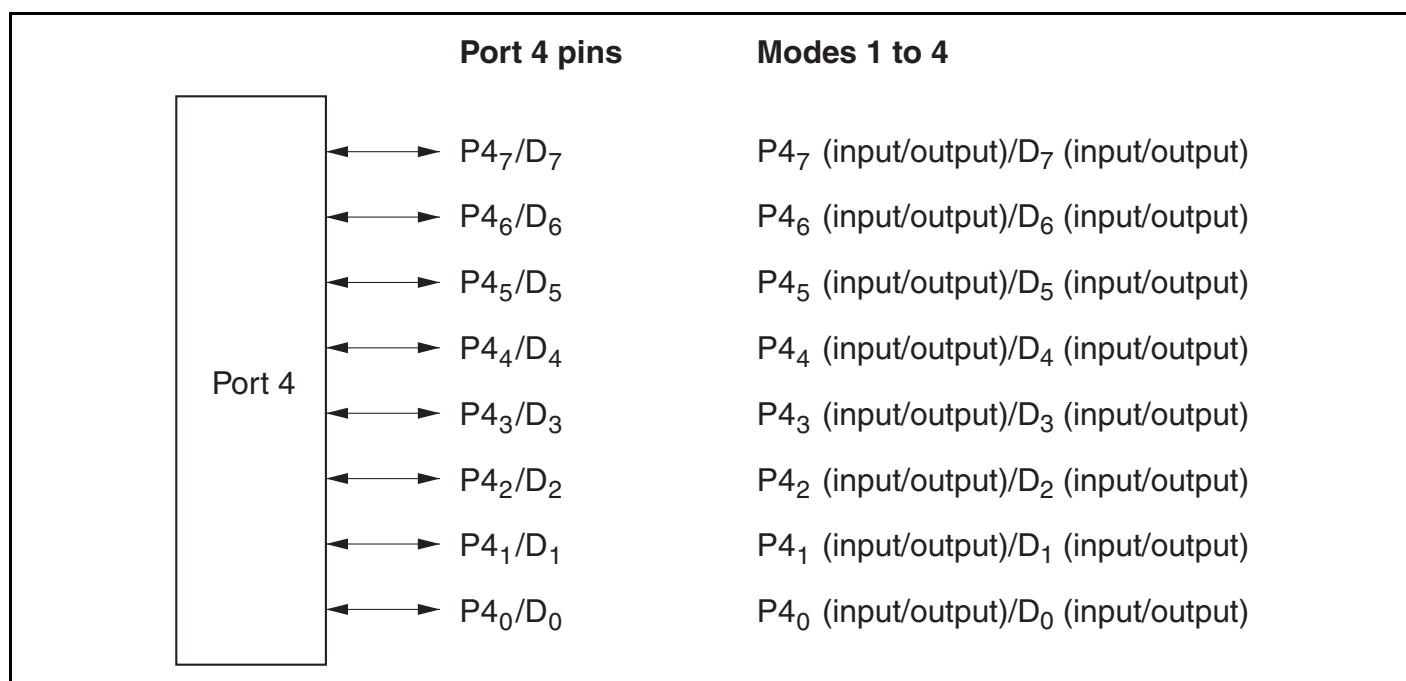 Port 4 pins Modes 1 to 4
P4₇/D₇ P4₇ (input/output)/D₇ (input/output)
P4₆/D₆ P4₆ (input/output)/D₆ (input/output)
P4₅/D₅ P4₅ (input/output)/D₅ (input/output)
P4₄/D₄ P4₄ (input/output)/D₄ (input/output)
Port 4
P4₃/D₃ P4₃ (input/output)/D₃ (input/output)
P4₂/D₂ P4₂ (input/output)/D₂ (input/output)
P4₁/D₁ P4₁ (input/output)/D₁ (input/output)
P4₀/D₀ P4₀ (input/output)/D₀ (input/output)